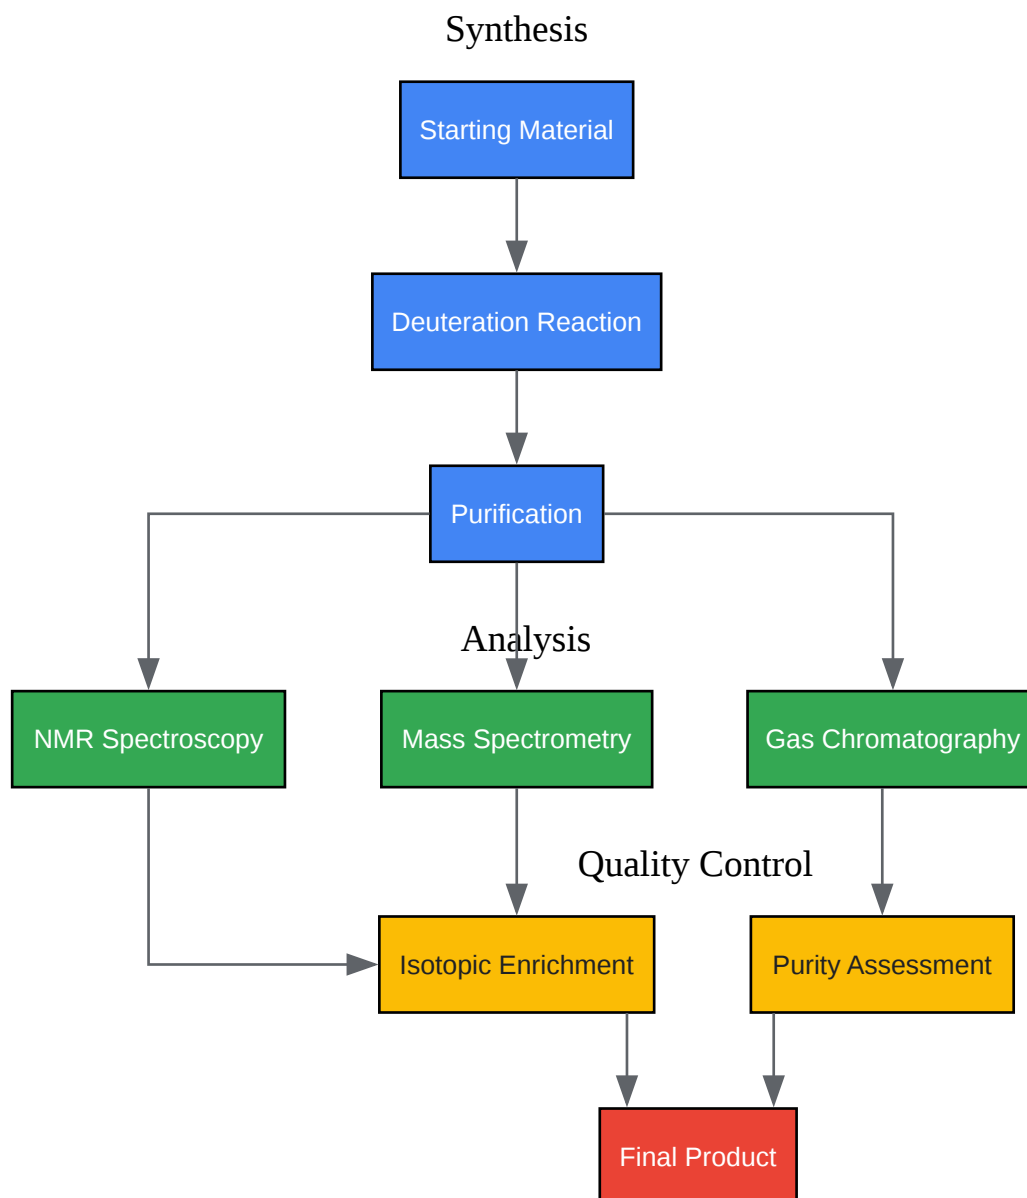 Synthesis
Starting Material
Deuteration Reaction
Purification
Analysis
NMR Spectroscopy
Mass Spectrometry
Gas Chromatography
Quality Control
Isotopic Enrichment
Purity Assessment
Final Product